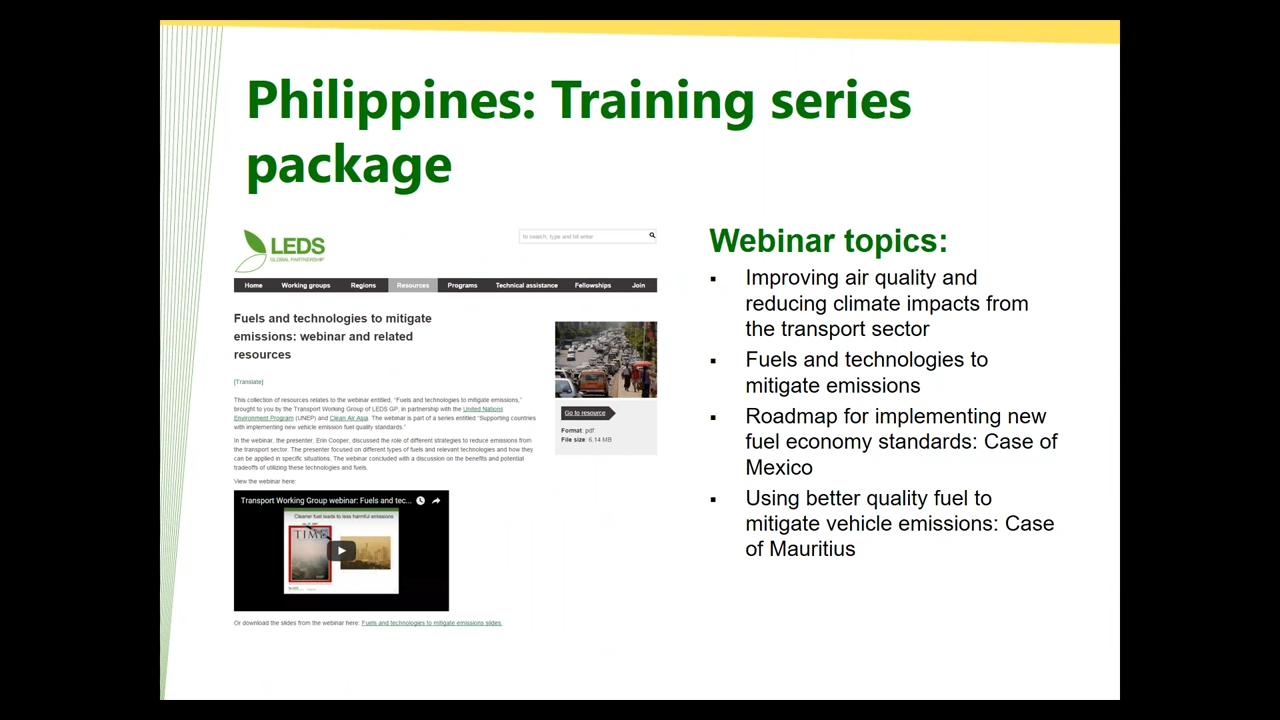 Philippines: Training series
package
LEDS
GLOBAL PARTNERSHIP
to search, type and hit enter
Home Working groups Regions Resources Programs Technical assistance Fellowships Join
Fuels and technologies to mitigate
emissions: webinar and related
resources
[Translate]
This collection of resources relates to the webinar entitled, "Fuels and technologies to mitigate emissions,"
brought to you by the Transport Working Group of LEDS GP, in partnership with the United Nations
Environment Program (UNEP) and Clean Air Asia. The webinar is part of a series entitled "Supporting countries
with implementing new vehicle emission fuel quality standards."
In the webinar, the presenter, Erin Cooper, discussed the role of different strategies to reduce emissions from
the transport sector. The presenter focused on different types of fuels and relevant technologies and how they
can be applied in specific situations. The webinar concluded with a discussion on the benefits and potential
tradeoffs of utilizing these technologies and fuels.
View the webinar here:
Transport Working Group webinar: Fuels and tec...
Cleaner fuel leads to less harmful emissions
TIME
Or download the slides from the webinar here: Fuels and technologies to mitigate emissions slides.
Go to resource
Format: pdf
File size: 6.14 MB
Webinar topics:
▪ Improving air quality and
reducing climate impacts from
the transport sector
▪ Fuels and technologies to
mitigate emissions
▪ Roadmap for implementing new
fuel economy standards: Case of
Mexico
▪ Using better quality fuel to
mitigate vehicle emissions: Case
of Mauritius